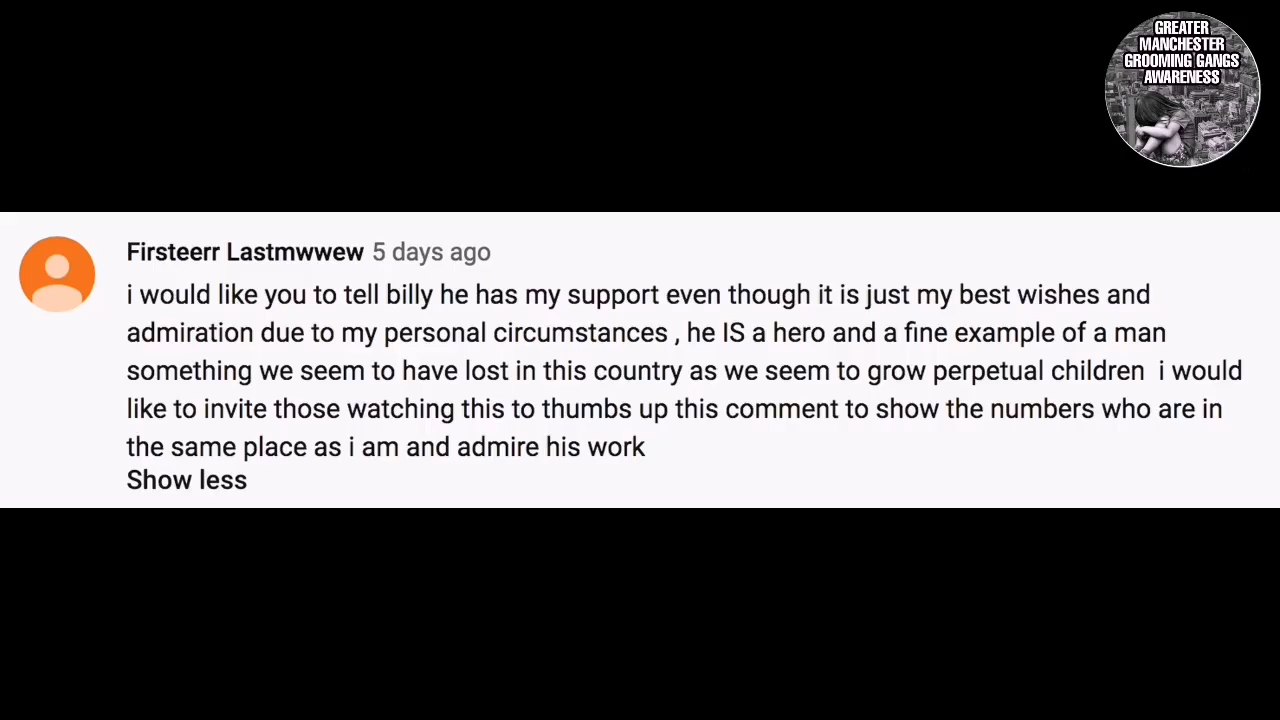 GREATER
MANCHESTER
GROOMING GANGS
AWARENESS
Firsteerr Lastmwwew 5 days ago
i would like you to tell billy he has my support even though it is just my best wishes and
admiration due to my personal circumstances , he IS a hero and a fine example of a man
something we seem to have lost in this country as we seem to grow perpetual children  i would
like to invite those watching this to thumbs up this comment to show the numbers who are in
the same place as i am and admire his work
Show less